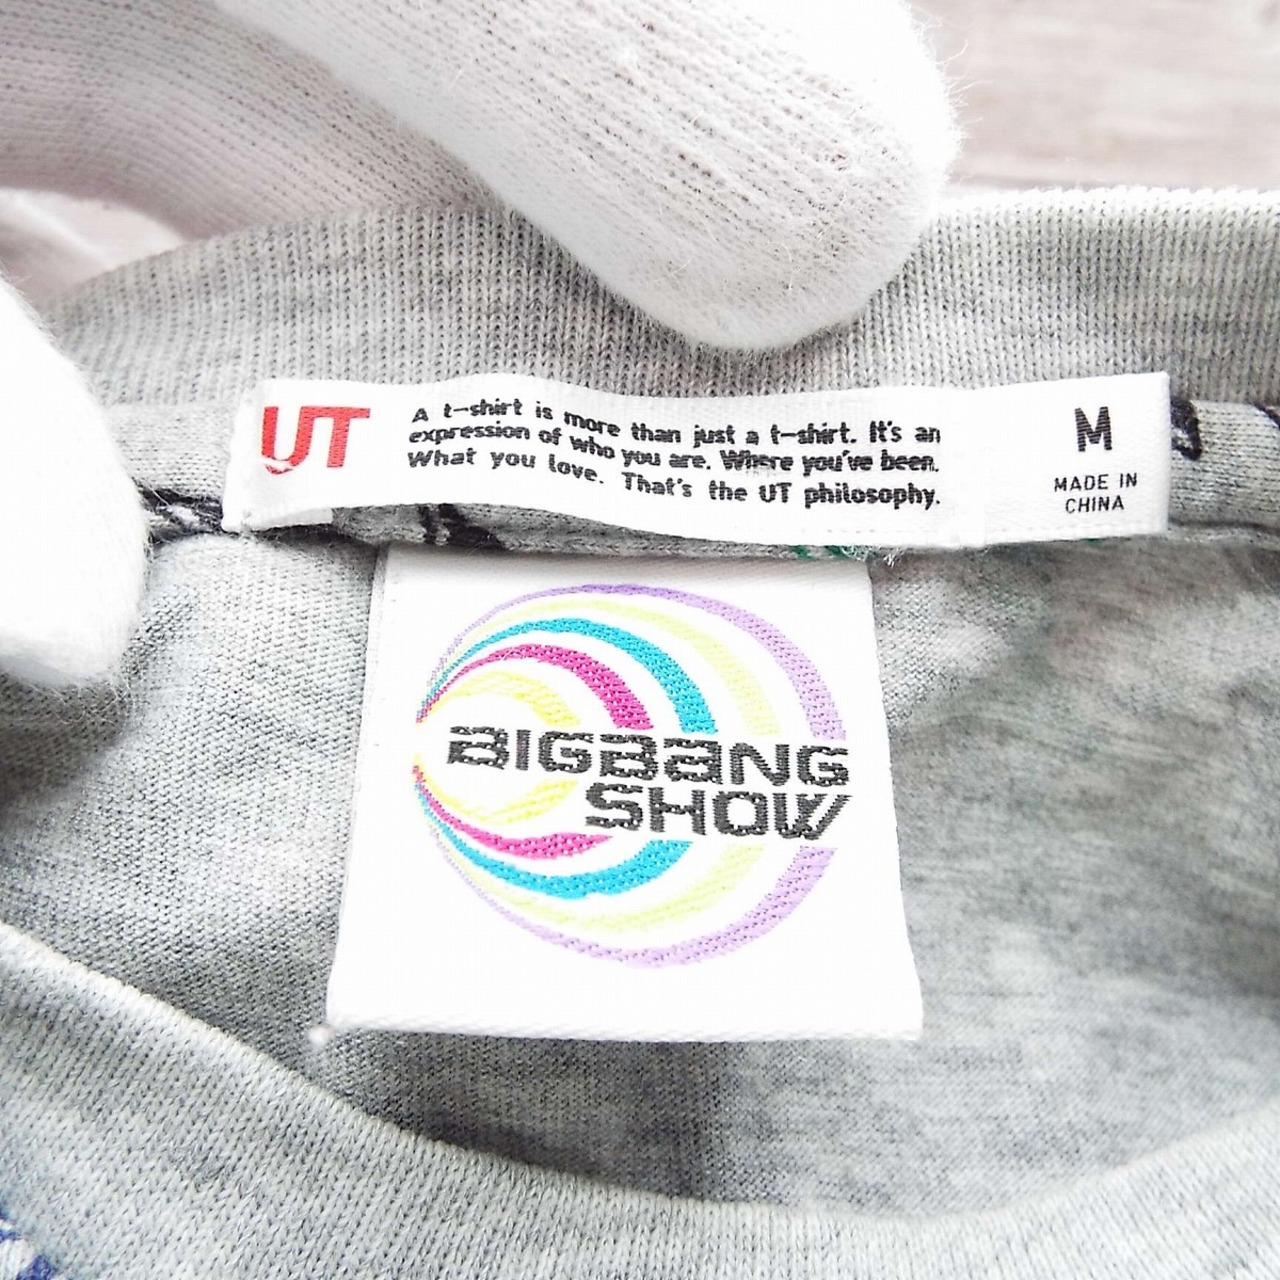 UT
A t-shirt is more than just a t-shirt. It's an
expression of who you are. Where you've been.
What you love. That's the UT philosophy.
M
MADE IN
CHINA
BIGBANG
SHOW